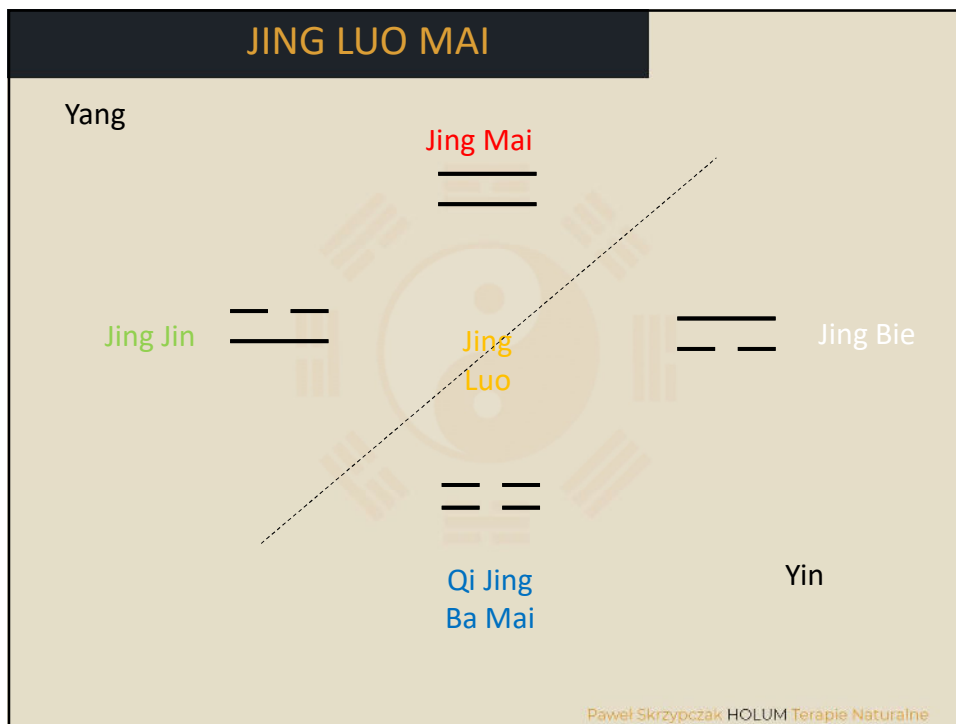 JING LUO MAI
Yang
Jing Mai
Jing Jin
Jing
Luo
Jing Bie
Qi Jing
Ba Mai
Yin
Paweł Skrzypczak HOLUM Terapie Naturalne